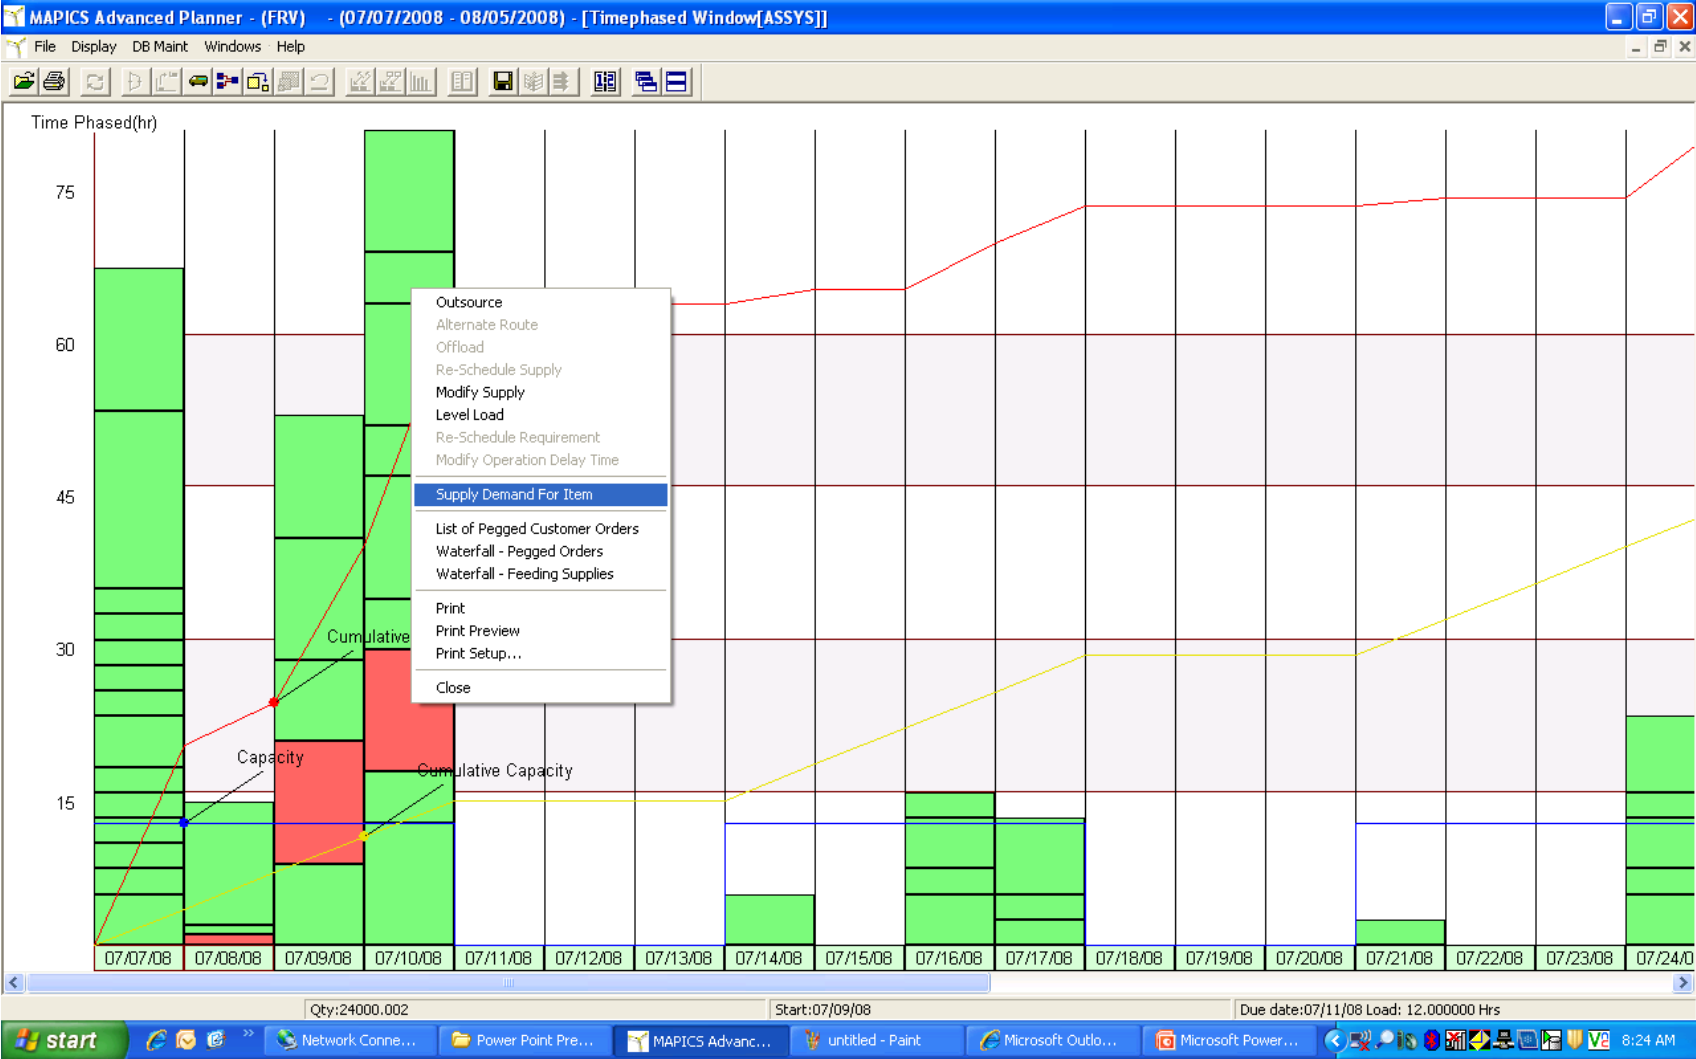 MAPICS Advanced Planner - (FRV) - (07/07/2008 - 08/05/2008) - [Timephased Window[ASSYS]]
File Display DB Maint Windows Help
Time Phased(hr)
75
60
45
30
15
Outsource
Alternate Route
Offload
Re-Schedule Supply
Modify Supply
Level Load
Re-Schedule Requirement
Modify Operation Delay Time
Supply Demand For Item
List of Pegged Customer Orders
Waterfall - Pegged Orders
Waterfall - Feeding Supplies
Print
Print Preview
Print Setup...
Close
Cumulative
Capacity
Cumulative Capacity
07/07/08 07/08/08 07/09/08 07/10/08 07/11/08 07/12/08 07/13/08 07/14/08 07/15/08 07/16/08 07/17/08 07/18/08 07/19/08 07/20/08 07/21/08 07/22/08 07/23/08 07/24/0
Qty:24000.002 Start:07/09/08 Due date:07/11/08 Load: 12.000000 Hrs
start Network Conne... Power Point Pre... MAPICS Advanc... untitled - Paint Microsoft Outlo... Microsoft Power... 8:24 AM